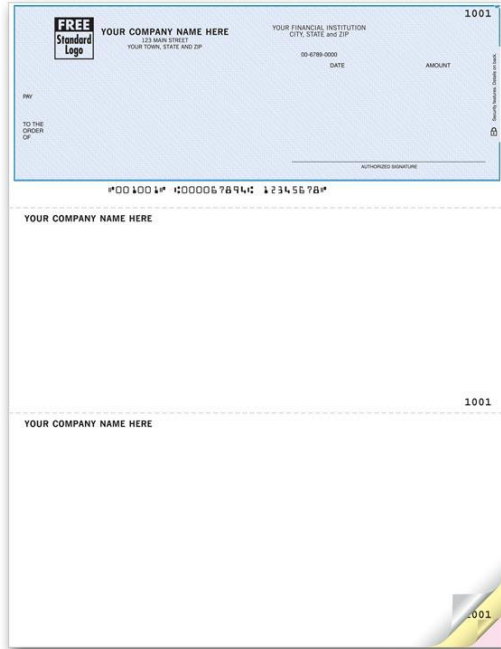 1001
FREE
Standard
Logo
YOUR COMPANY NAME HERE
123 MAIN STREET
YOUR TOWN, STATE AND ZIP
YOUR FINANCIAL INSTITUTION
CITY, STATE and ZIP
00-6789-0000
DATE
AMOUNT
Security features. Details on back.
PAY
TO THE
ORDER
OF
AUTHORIZED SIGNATURE
⑈001001⑈ ⑆000067894⑆ 12345678⑈
YOUR COMPANY NAME HERE
1001
YOUR COMPANY NAME HERE
1001